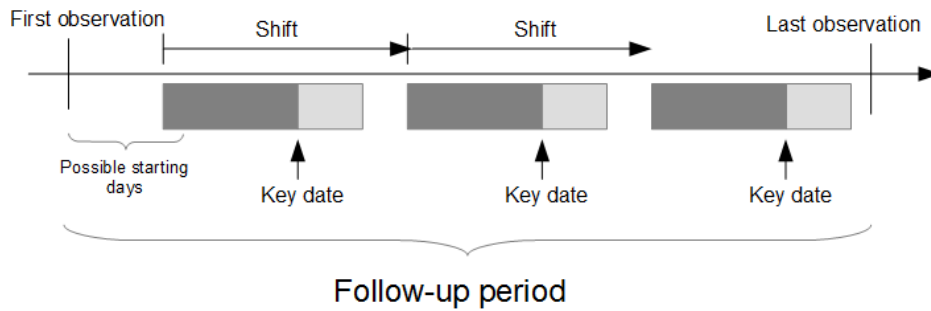 First observation
Shift
Shift
Last observation
Possible starting
days
Key date
Key date
Key date
Follow-up period